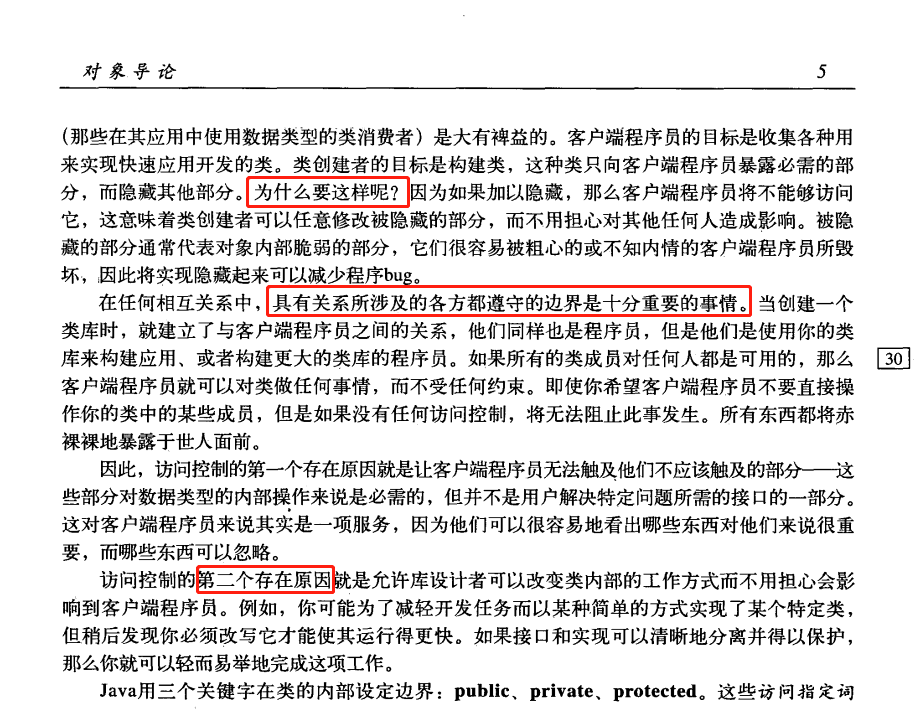 对象导论 5
(那些在其应用中使用数据类型的类消费者)是大有裨益的。客户端程序员的目标是收集各种用
来实现快速应用开发的类。类创建者的目标是构建类，这种类只向客户端程序员暴露必需的部
分，而隐藏其他部分。为什么要这样呢？因为如果加以隐藏，那么客户端程序员将不能够访问
它，这意味着类创建者可以任意修改被隐藏的部分，而不用担心对其他任何人造成影响。被隐
藏的部分通常代表对象内部脆弱的部分，它们很容易被粗心的或不知内情的客户端程序员所毁
坏，因此将实现隐藏起来可以减少程序bug。
在任何相互关系中，具有关系所涉及的各方都遵守的边界是十分重要的事情。当创建一个
类库时，就建立了与客户端程序员之间的关系，他们同样也是程序员，但是他们是使用你的类
库来构建应用、或者构建更大的类库的程序员。如果所有的类成员对任何人都是可用的，那么
30
客户端程序员就可以对类做任何事情，而不受任何约束。即使你希望客户端程序员不要直接操
作你的类中的某些成员，但是如果没有任何访问控制，将无法阻止此事发生。所有东西都将赤
裸裸地暴露于世人面前。
因此，访问控制的第一个存在原因就是让客户端程序员无法触及他们不应该触及的部分——这
些部分对数据类型的内部操作来说是必需的，但并不是用户解决特定问题所需的接口的一部分。
这对客户端程序员来说其实是一项服务，因为他们可以很容易地看出哪些东西对他们来说很重
要，而哪些东西可以忽略。
访问控制的第二个存在原因就是允许库设计者可以改变类内部的工作方式而不用担心会影
响到客户端程序员。例如，你可能为了减轻开发任务而以某种简单的方式实现了某个特定类，
但稍后发现你必须改写它才能使其运行得更快。如果接口和实现可以清晰地分离并得以保护，
那么你就可以轻而易举地完成这项工作。
Java用三个关键字在类的内部设定边界：public、private、protected。这些访问指定词